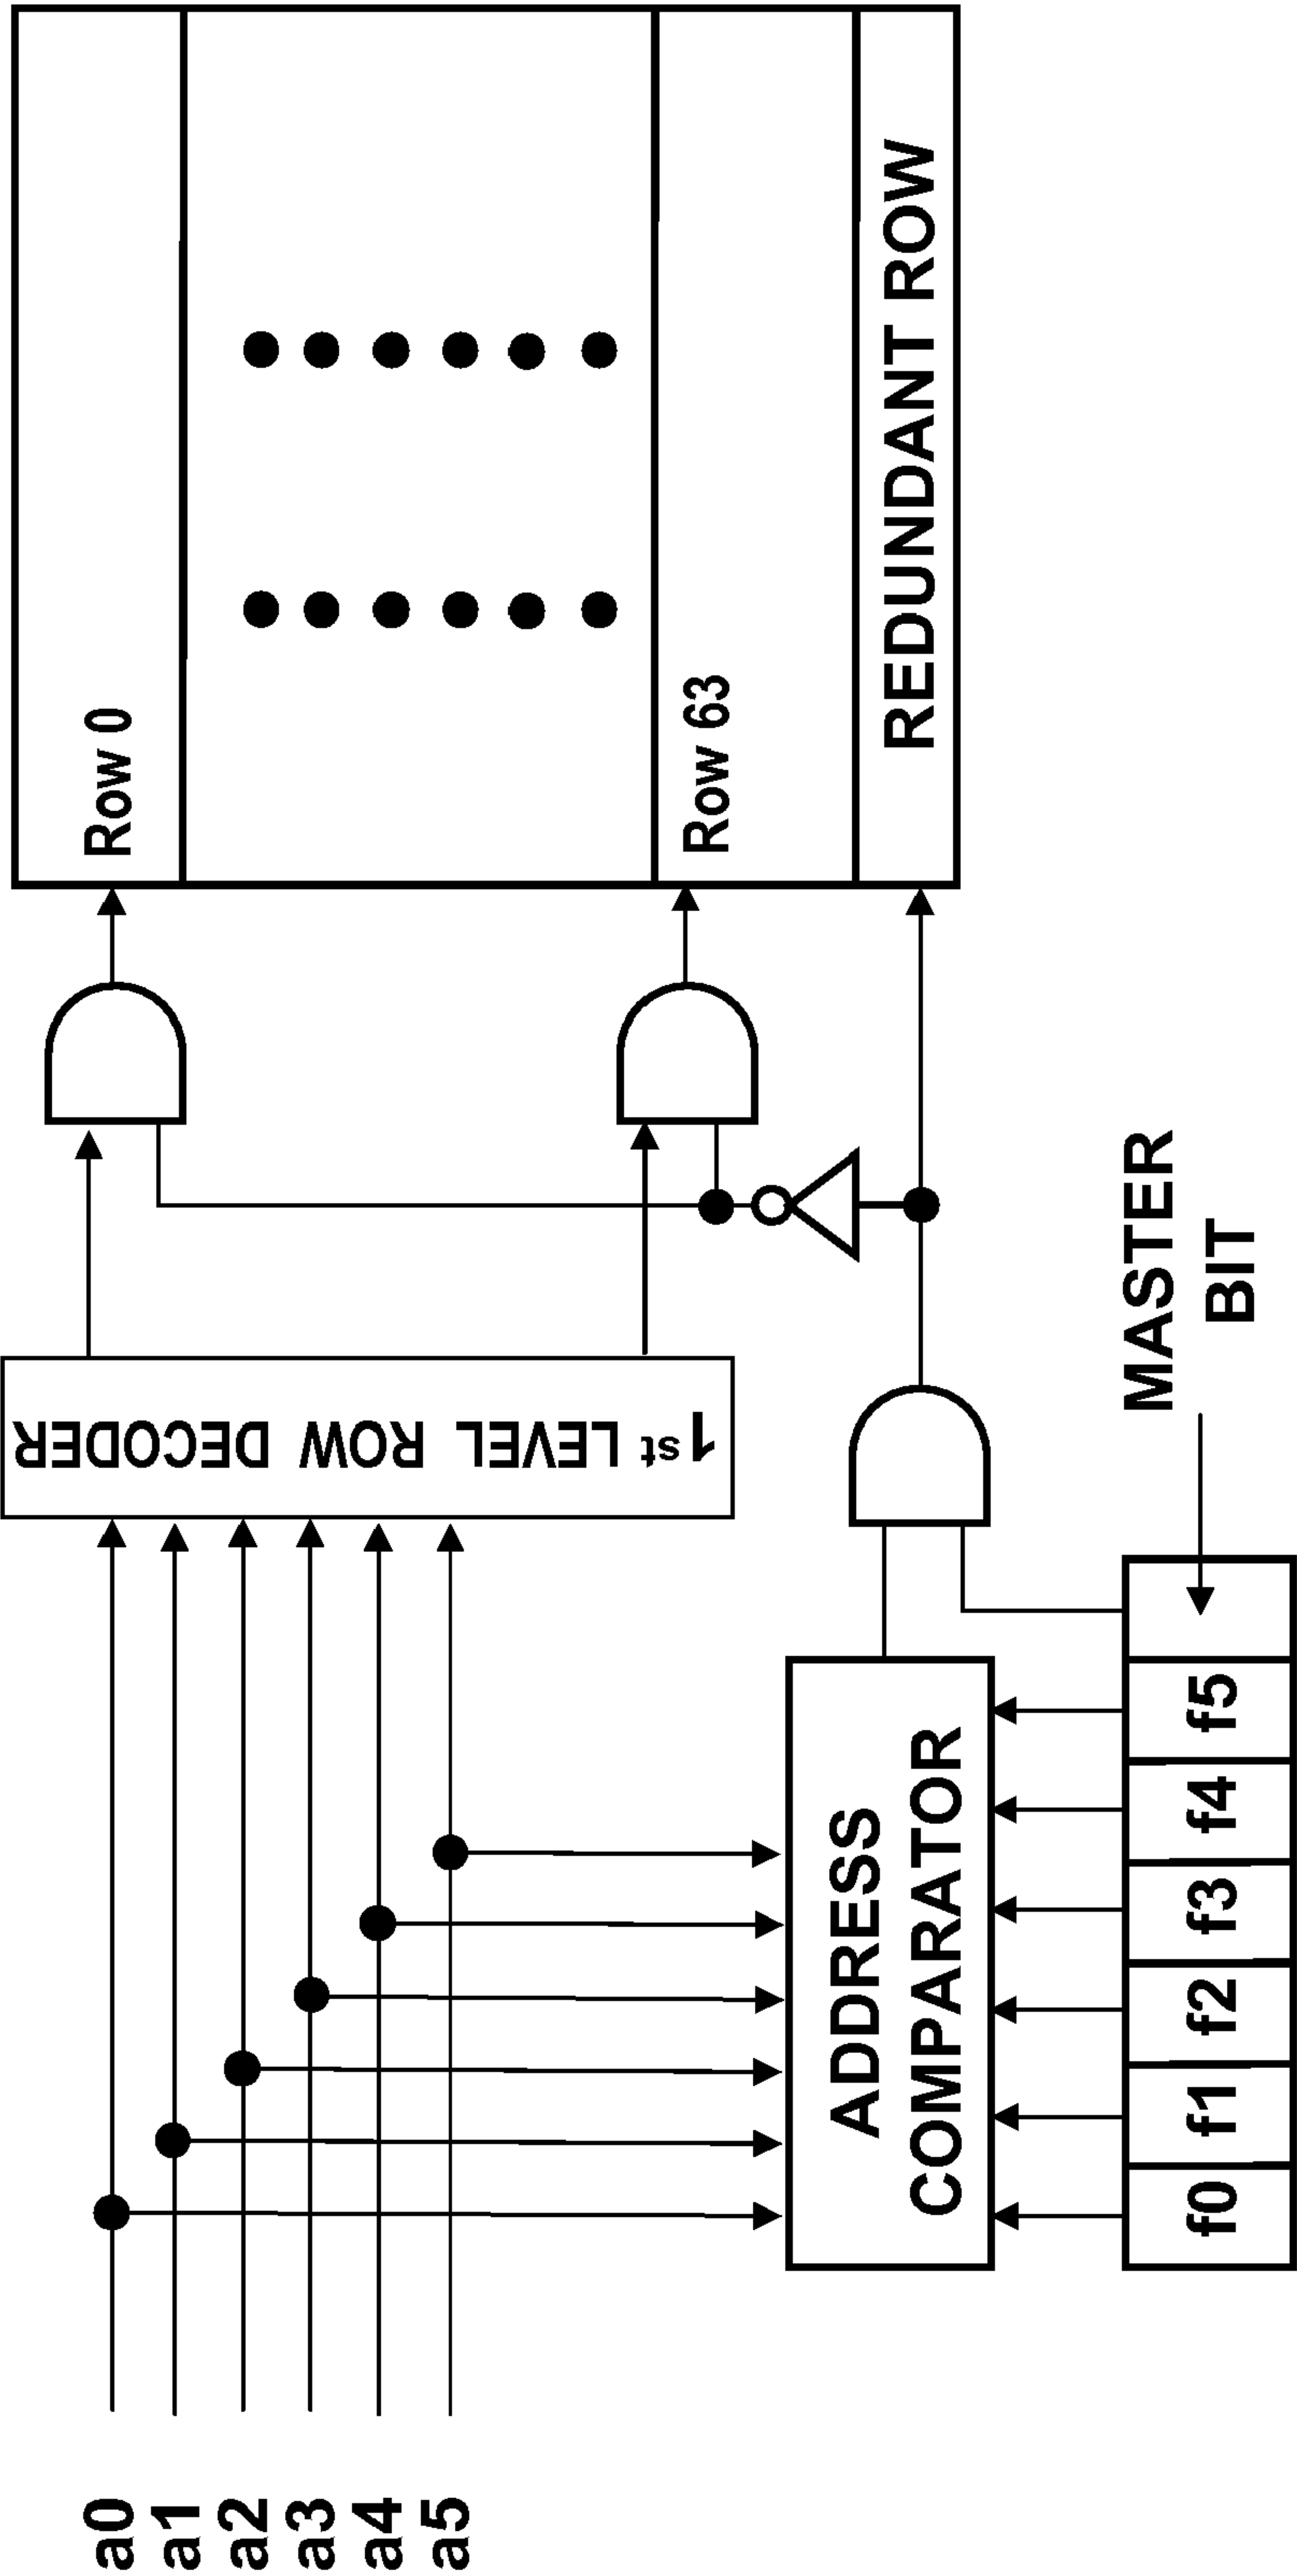 a0
a1
a2
a3
a4
a5
1st LEVEL ROW DECODER
Row 0
Row 63
REDUNDANT ROW
ADDRESS
COMPARATOR
f0 f1 f2 f3 f4 f5
MASTER
BIT